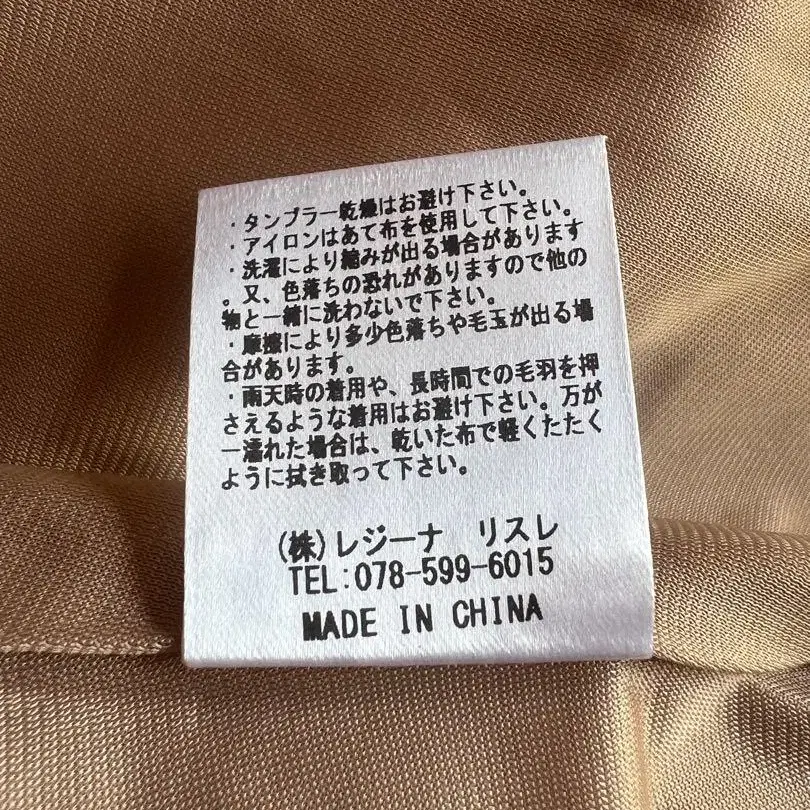 ・タンブラー乾燥はお避け下さい。
・アイロンはあて布を使用して下さい。
・洗濯により縮みが出る場合があります
。又、色落ちの恐れがありますので他の
物と一緒に洗わないで下さい。
・摩擦により多少色落ちや毛玉が出る場
合があります。
・雨天時の着用や、長時間での毛羽を押
さえるような着用はお避け下さい。万が
一濡れた場合は、乾いた布で軽くたたく
ように拭き取って下さい。
(株)レジーナ リスレ
TEL:078-599-6015
MADE IN CHINA